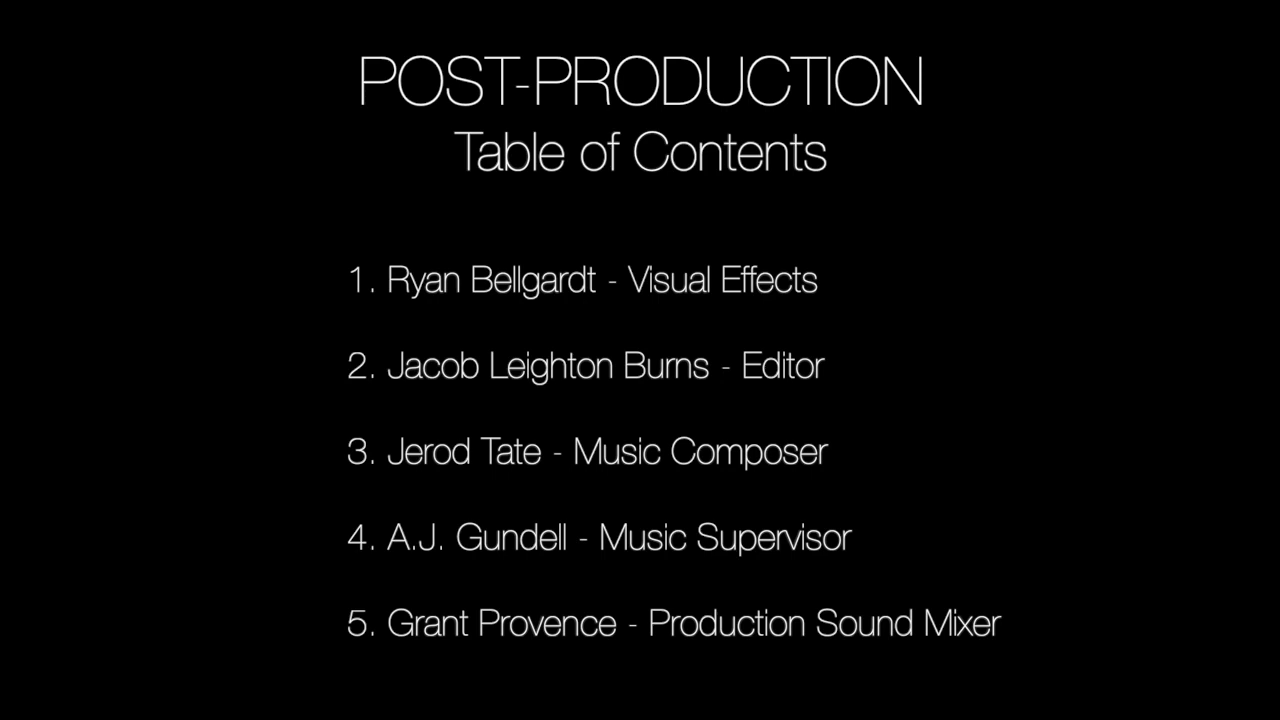 POST-PRODUCTION
Table of Contents
1. Ryan Bellgardt - Visual Effects
2. Jacob Leighton Burns - Editor
3. Jerod Tate - Music Composer
4. A.J. Gundell - Music Supervisor
5. Grant Provence - Production Sound Mixer